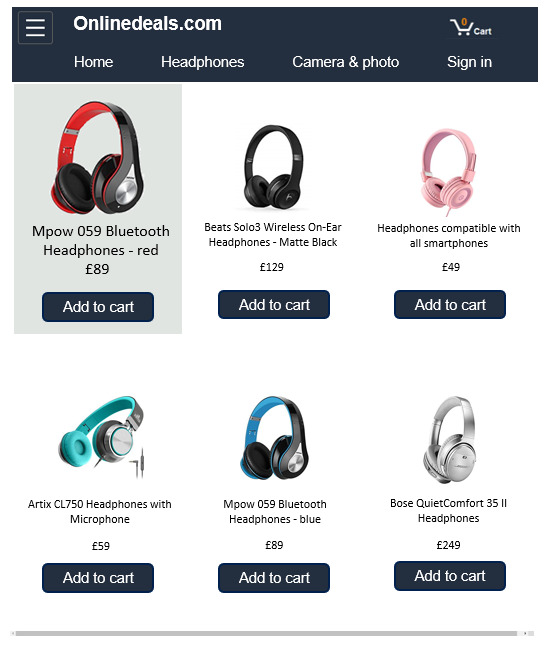 Onlinedeals.com
0
Cart
Home Headphones Camera & photo Sign in
Mpow 059 Bluetooth
Headphones - red
£89
Add to cart
Beats Solo3 Wireless On-Ear
Headphones - Matte Black
£129
Add to cart
Headphones compatible with
all smartphones
£49
Add to cart
Artix CL750 Headphones with
Microphone
£59
Add to cart
Mpow 059 Bluetooth
Headphones - blue
£89
Add to cart
Bose QuietComfort 35 II
Headphones
£249
Add to cart